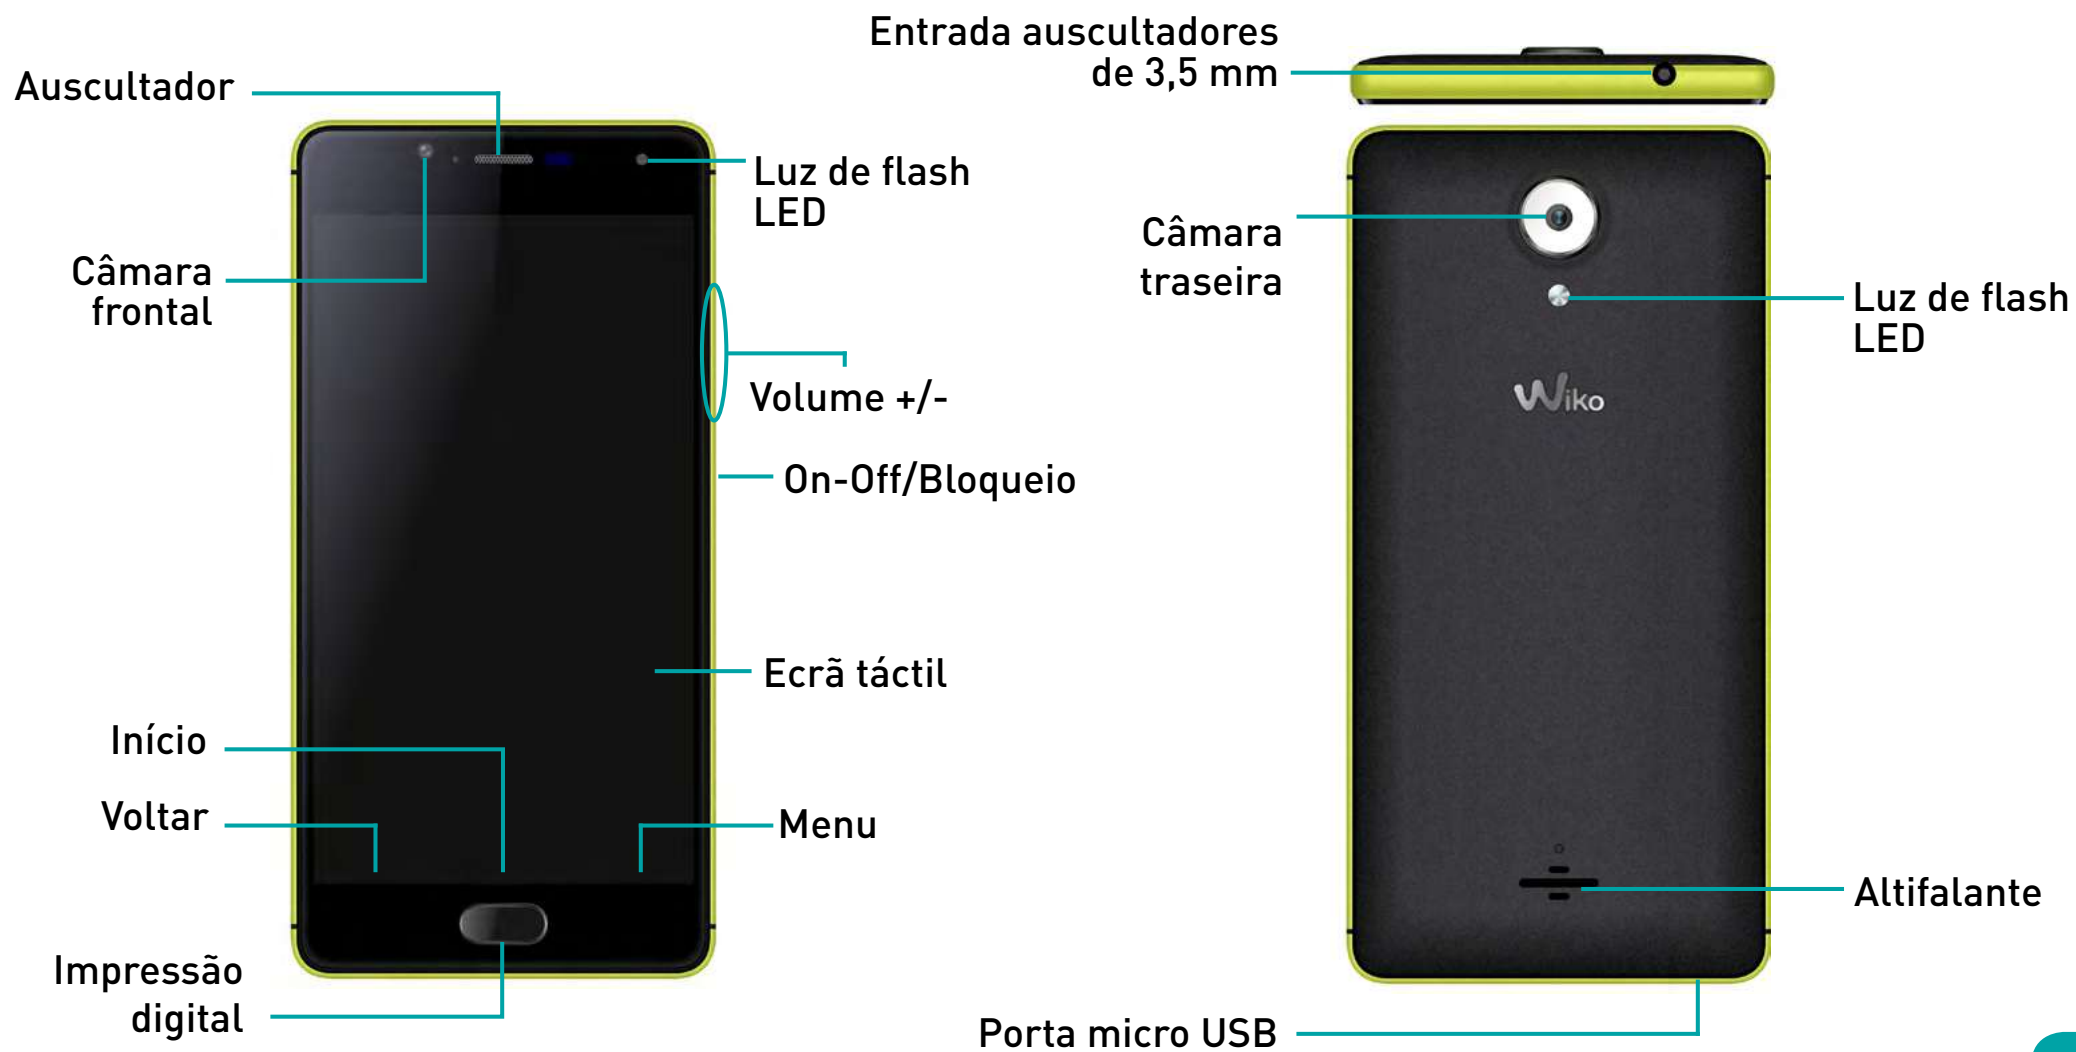 Auscultador
Câmara
frontal
Luz de flash
LED
Volume +/-
On-Off/Bloqueio
Ecrã táctil
Início
Voltar
Menu
Impressão
digital
Entrada auscultadores
de 3,5 mm
Câmara
traseira
Luz de flash
LED
Wiko
Altifalante
Porta micro USB